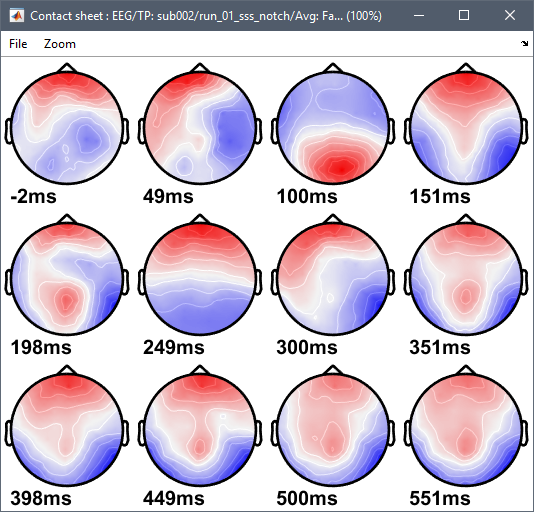 Contact sheet : EEG/TP: sub002/run_01_sss_notch/Avg: Fa... (100%)
File Zoom
-2ms 49ms 100ms 151ms
198ms 249ms 300ms 351ms
398ms 449ms 500ms 551ms